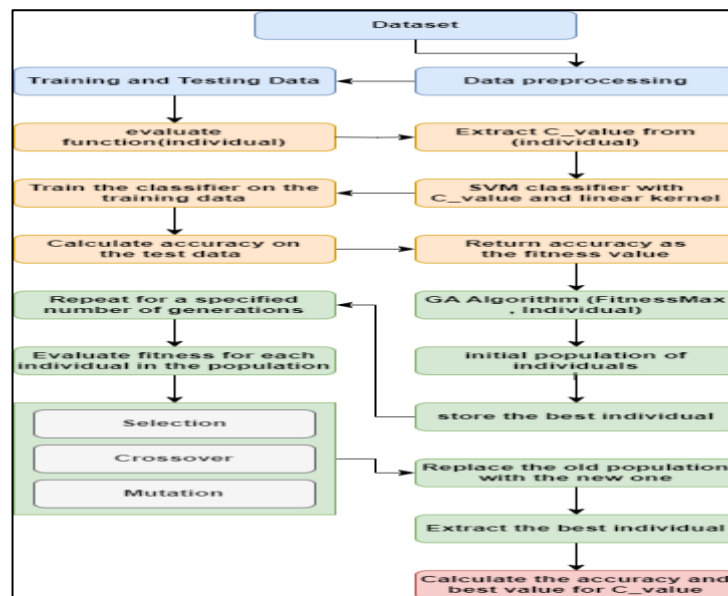 Dataset
Data preprocessing
Training and Testing Data
evaluate
function(individual)
Extract C_value from
(individual)
SVM classifier with
C_value and linear kernel
Train the classifier on the
training data
Calculate accuracy on
the test data
Return accuracy as
the fitness value
GA Algorithm (FitnessMax
, Individual)
initial population of
individuals
store the best individual
Repeat for a specified
number of generations
Evaluate fitness for each
individual in the population
Selection
Crossover
Mutation
Replace the old population
with the new one
Extract the best individual
Calculate the accuracy and
best value for C_value